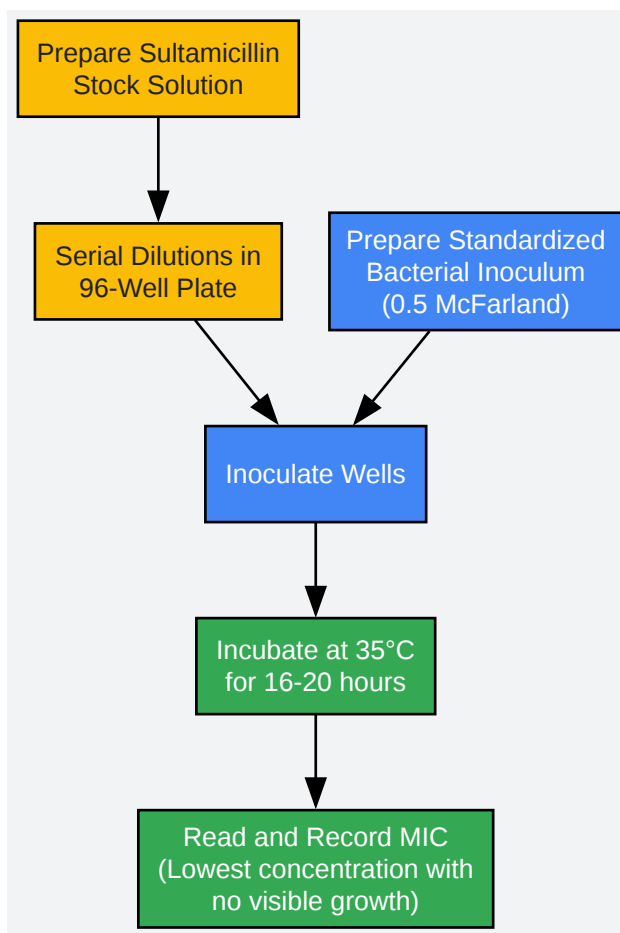 Prepare Sultamicillin
Stock Solution
Serial Dilutions in
96-Well Plate
Prepare Standardized
Bacterial Inoculum
(0.5 McFarland)
Inoculate Wells
Incubate at 35°C
for 16-20 hours
Read and Record MIC
(Lowest concentration with
no visible growth)